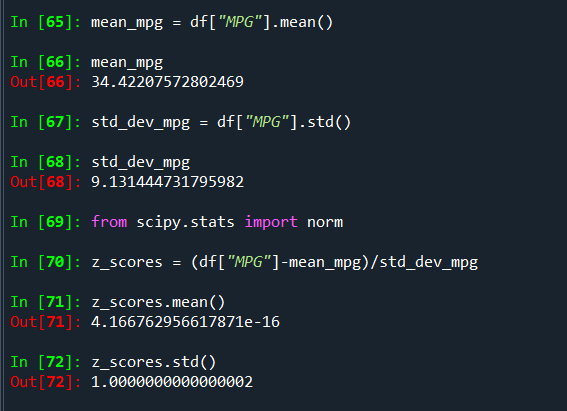 In [65]: mean_mpg = df["MPG"].mean()
In [66]: mean_mpg
Out[66]: 34.42207572802469
In [67]: std_dev_mpg = df["MPG"].std()
In [68]: std_dev_mpg
Out[68]: 9.131444731795982
In [69]: from scipy.stats import norm
In [70]: z_scores = (df["MPG"]-mean_mpg)/std_dev_mpg
In [71]: z_scores.mean()
Out[71]: 4.166762956617871e-16
In [72]: z_scores.std()
Out[72]: 1.0000000000000002